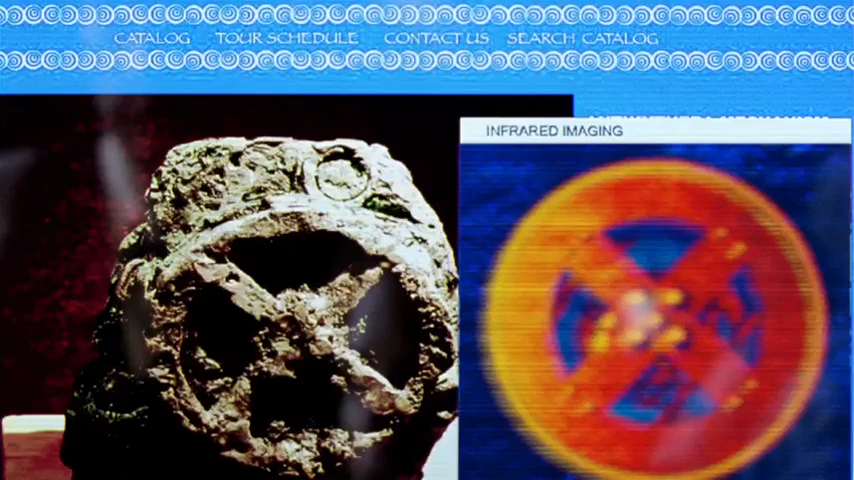 CATALOG TOUR SCHEDULE CONTACT US SEARCH CATALOG
INFRARED IMAGING